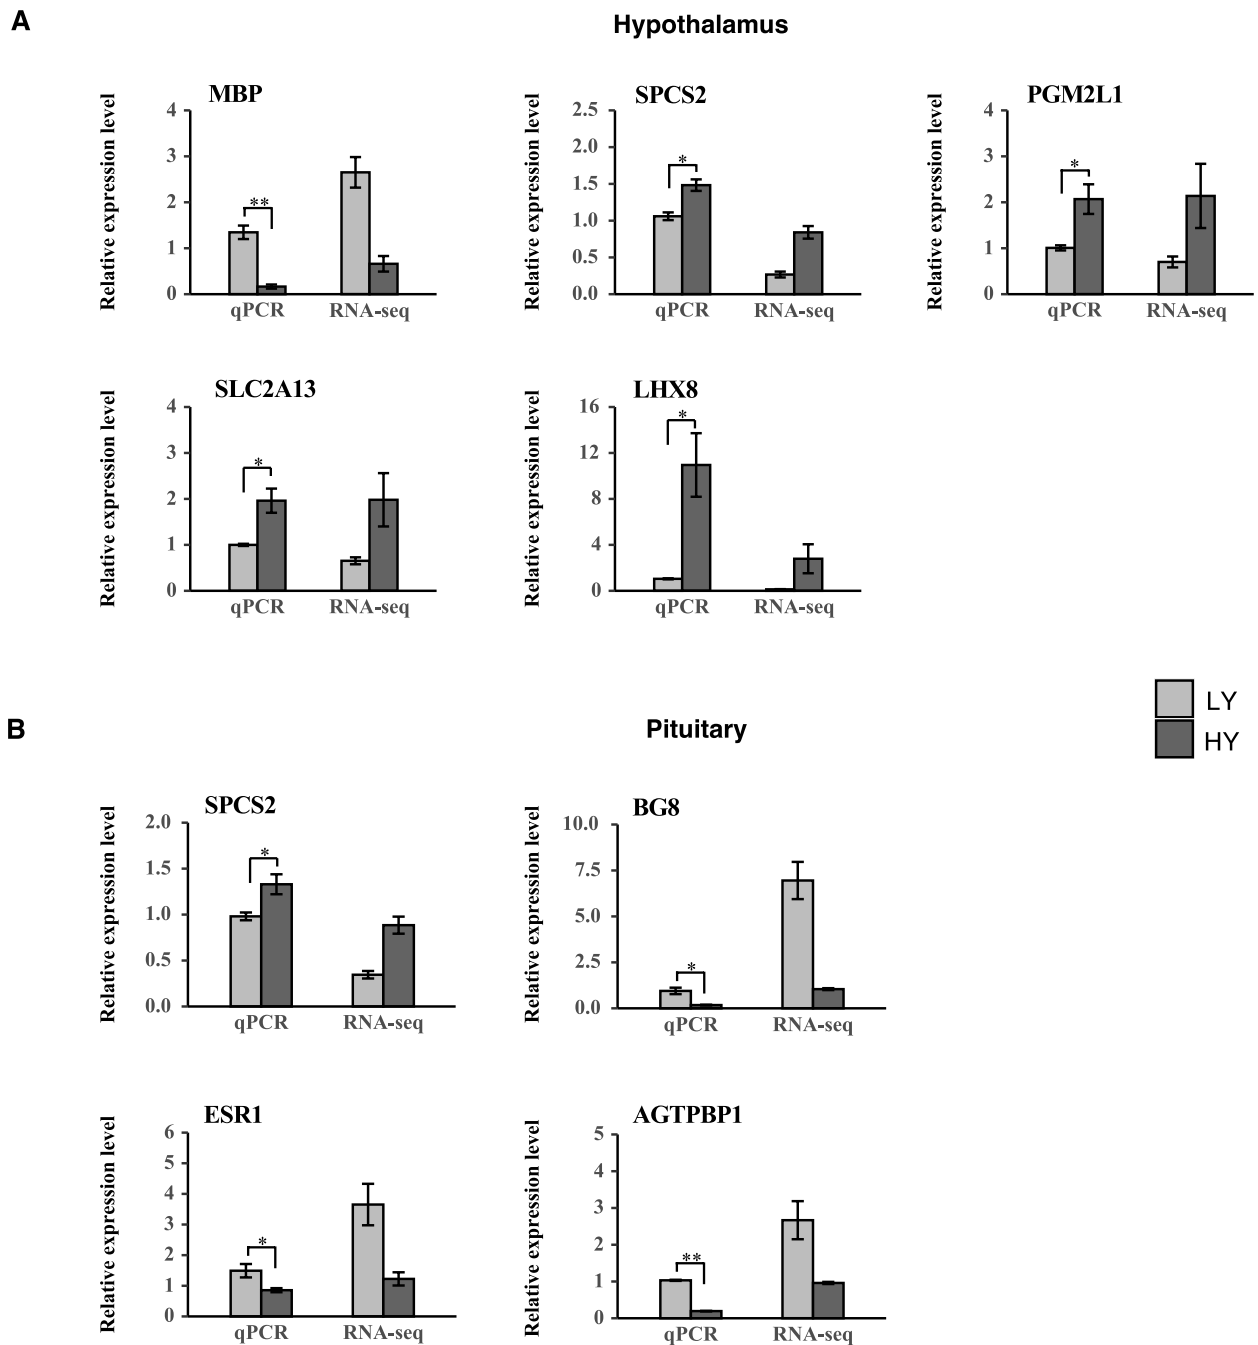 A
Hypothalamus
MBP
Relative expression level
4
3
2
1
0
**
qPCR
RNA-seq
SPCS2
Relative expression level
2.5
2.0
1.5
1.0
0.5
0.0
*
qPCR
RNA-seq
PGM2L1
Relative expression level
4
3
2
1
0
*
qPCR
RNA-seq
SLC2A13
Relative expression level
4
3
2
1
0
*
qPCR
RNA-seq
LHX8
Relative expression level
16
12
8
4
0
*
qPCR
RNA-seq
LY
HY
B
Pituitary
SPCS2
Relative expression level
2.0
1.5
1.0
0.5
0.0
*
qPCR
RNA-seq
BG8
Relative expression level
10.0
7.5
5.0
2.5
0.0
*
qPCR
RNA-seq
ESR1
Relative expression level
6
5
4
3
2
1
0
*
qPCR
RNA-seq
AGTPBP1
Relative expression level
5
4
3
2
1
0
**
qPCR
RNA-seq